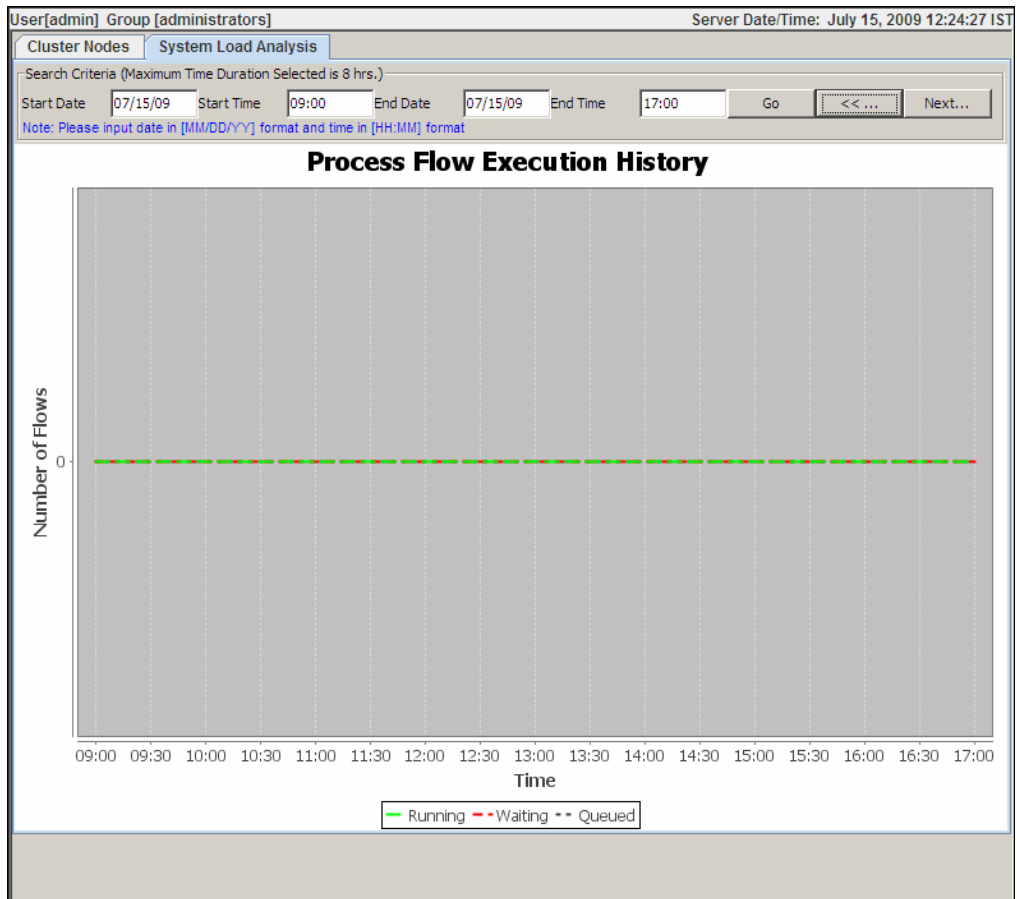 User[admin] Group [administrators] Server Date/Time: July 15, 2009 12:24:27 IST
Cluster Nodes System Load Analysis
Search Criteria (Maximum Time Duration Selected is 8 hrs.)
Start Date 07/15/09 Start Time 09:00 End Date 07/15/09 End Time 17:00 Go << ... Next...
Note: Please input date in [MM/DD/YY] format and time in [HH:MM] format
Process Flow Execution History
Number of Flows
0
09:00 09:30 10:00 10:30 11:00 11:30 12:00 12:30 13:00 13:30 14:00 14:30 15:00 15:30 16:00 16:30 17:00
Time
Running Waiting Queued